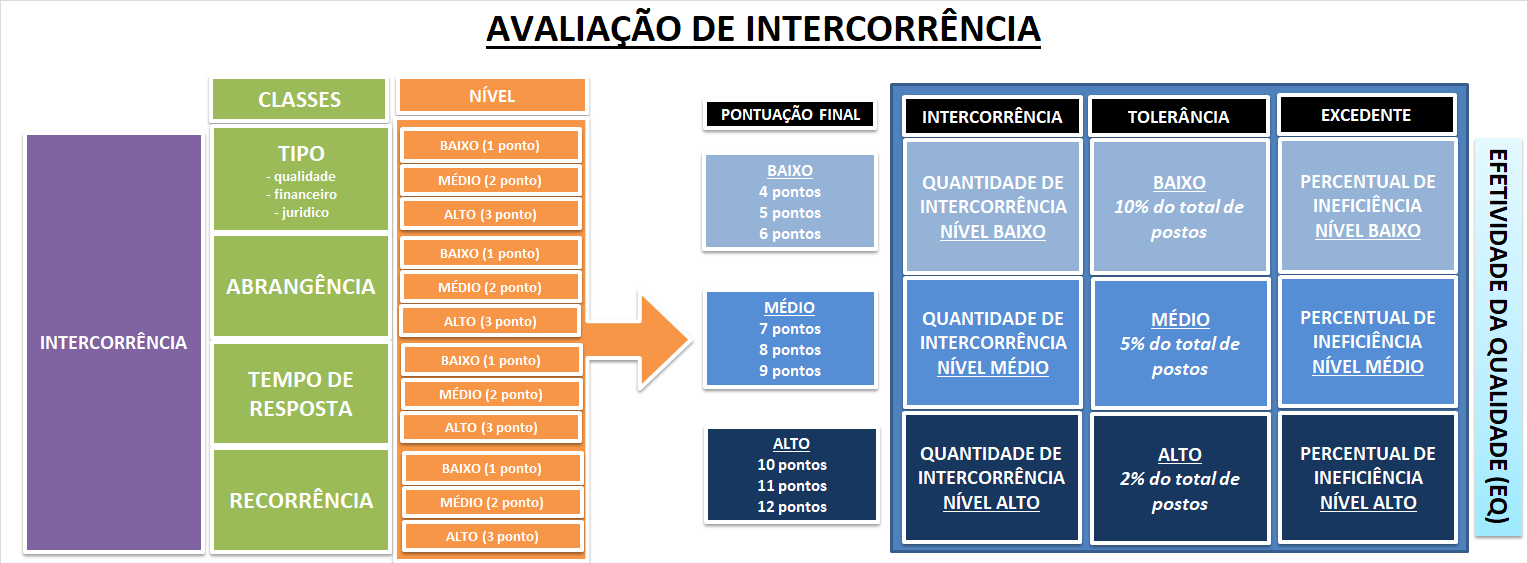 AVALIAÇÃO DE INTERCORRÊNCIA
INTERCORRÊNCIA
CLASSES
TIPO
- qualidade
- financeiro
- juridico
ABRANGÊNCIA
TEMPO DE
RESPOSTA
RECORRÊNCIA
NÍVEL
BAIXO (1 ponto)
MÉDIO (2 ponto)
ALTO (3 ponto)
BAIXO (1 ponto)
MÉDIO (2 ponto)
ALTO (3 ponto)
BAIXO (1 ponto)
MÉDIO (2 ponto)
ALTO (3 ponto)
BAIXO (1 ponto)
MÉDIO (2 ponto)
ALTO (3 ponto)
PONTUAÇÃO FINAL
BAIXO
4 pontos
5 pontos
6 pontos
MÉDIO
7 pontos
8 pontos
9 pontos
ALTO
10 pontos
11 pontos
12 pontos
INTERCORRÊNCIA
QUANTIDADE DE
INTERCORRÊNCIA
NÍVEL BAIXO
QUANTIDADE DE
INTERCORRÊNCIA
NÍVEL MÉDIO
QUANTIDADE DE
INTERCORRÊNCIA
NÍVEL ALTO
TOLERÂNCIA
BAIXO
10% do total de
postos
MÉDIO
5% do total de
postos
ALTO
2% do total de
postos
EXCEDENTE
PERCENTUAL DE
INEFICIÊNCIA
NÍVEL BAIXO
PERCENTUAL DE
INEFICIÊNCIA
NÍVEL MÉDIO
PERCENTUAL DE
INEFICIÊNCIA
NÍVEL ALTO
EFETIVIDADE DA QUALIDADE (EQ)